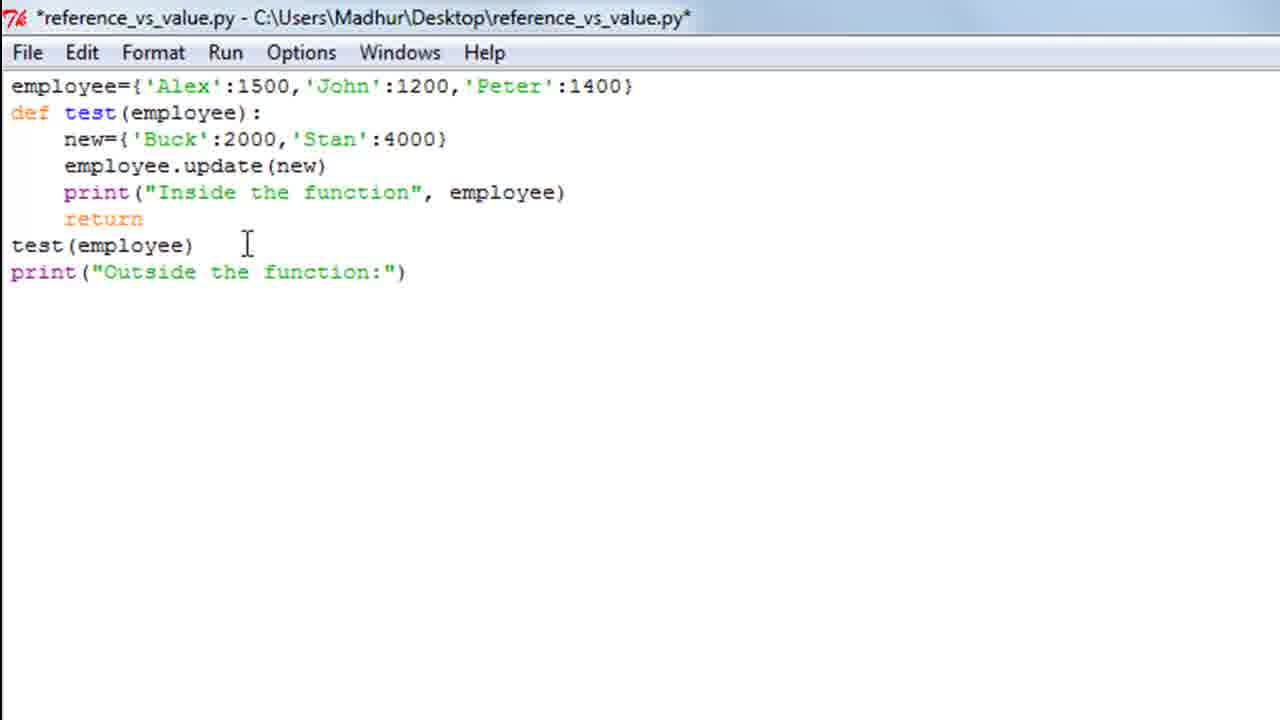 *reference_vs_value.py - C:\Users\Madhur\Desktop\reference_vs_value.py*
File Edit Format Run Options Windows Help
employee={'Alex':1500,'John':1200,'Peter':1400}
def test(employee):
    new={'Buck':2000,'Stan':4000}
    employee.update(new)
    print("Inside the function", employee)
    return
test(employee)
print("Outside the function:")